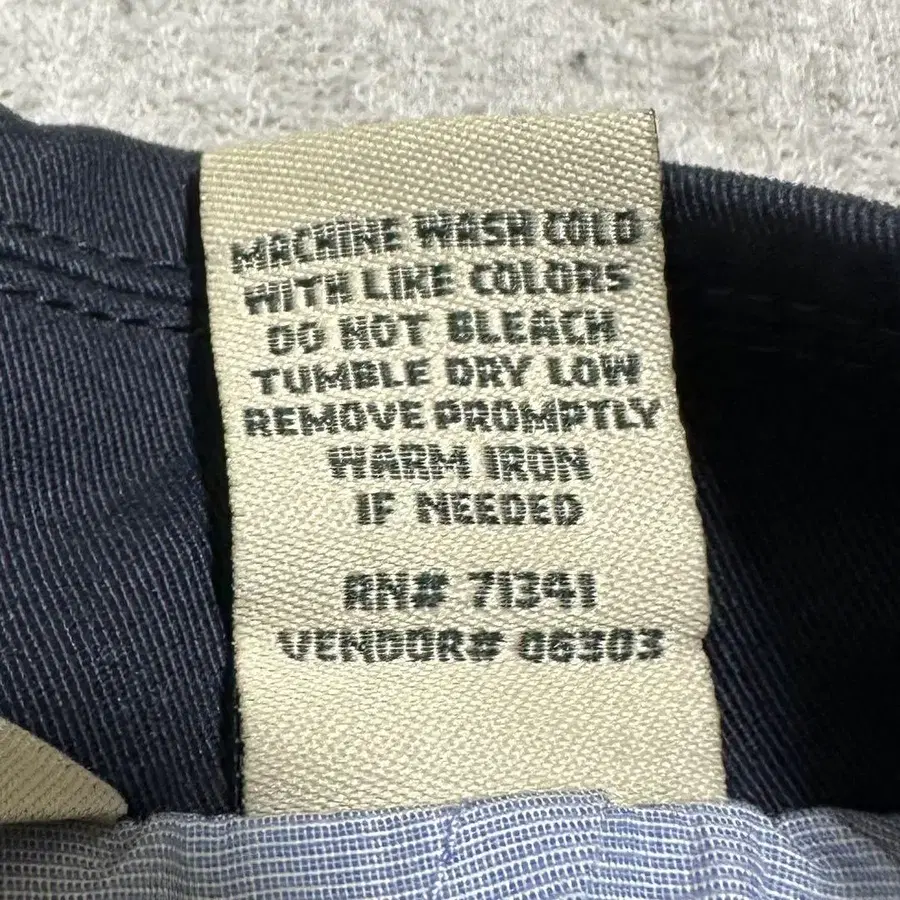 MACHINE WASH COLD
WITH LIKE COLORS
DO NOT BLEACH
TUMBLE DRY LOW
REMOVE PROMPTLY
WARM IRON
IF NEEDED
RN# 71341
VENDOR# 06303